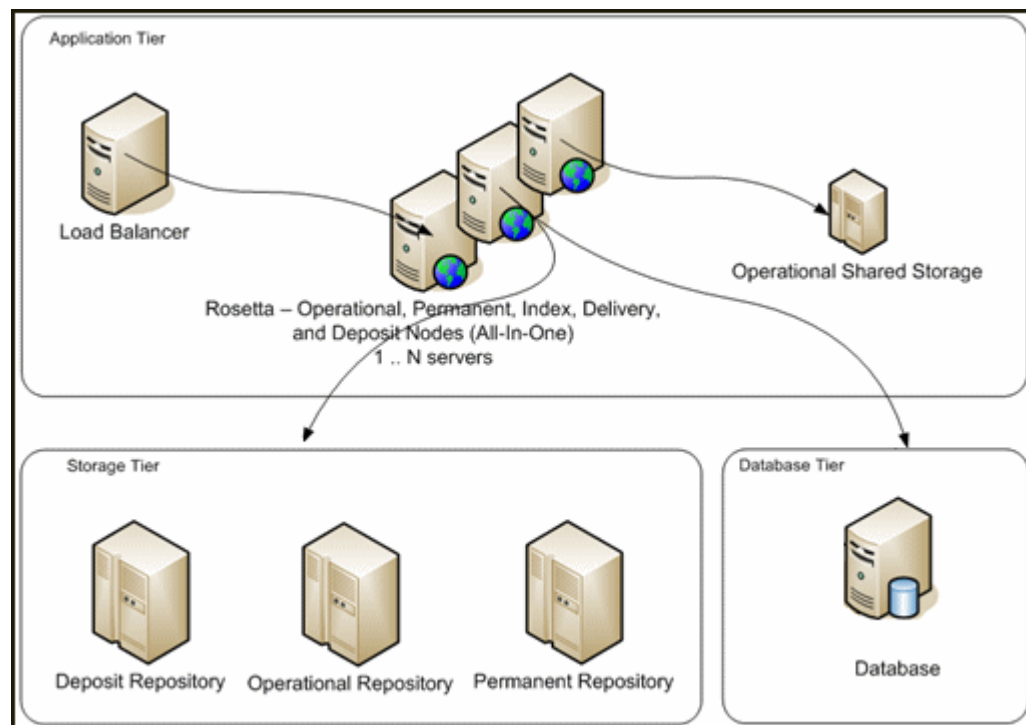 Application Tier
Load Balancer
Operational Shared Storage
Rosetta – Operational, Permanent, Index, Delivery,
and Deposit Nodes (All-In-One)
1 .. N servers
Storage Tier
Database Tier
Deposit Repository
Operational Repository
Permanent Repository
Database